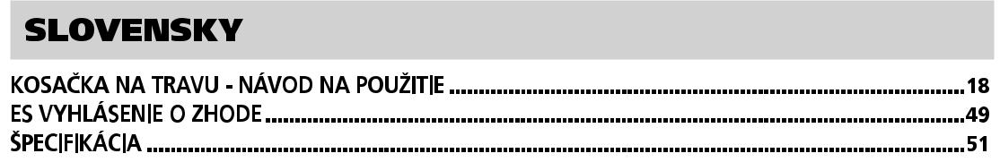 SLOVENSKY
KOSAČKA NA TRAVU - NÁVOD NA POUŽITIE ........................................ 18
ES VYHLÁSENIE O ZHODE ........................................ 49
ŠPECIFIKÁCIA ........................................ 51